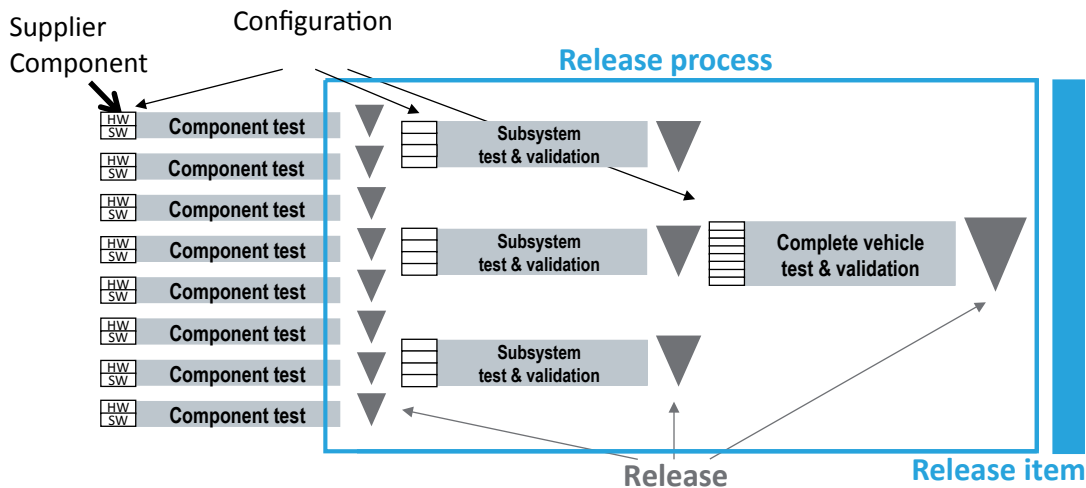 Supplier
Component
Configuration
Release process
HW
SW
Component test
HW
SW
Component test
HW
SW
Component test
HW
SW
Component test
HW
SW
Component test
HW
SW
Component test
HW
SW
Component test
HW
SW
Component test
Subsystem
test & validation
Subsystem
test & validation
Subsystem
test & validation
Complete vehicle
test & validation
Release
Release item